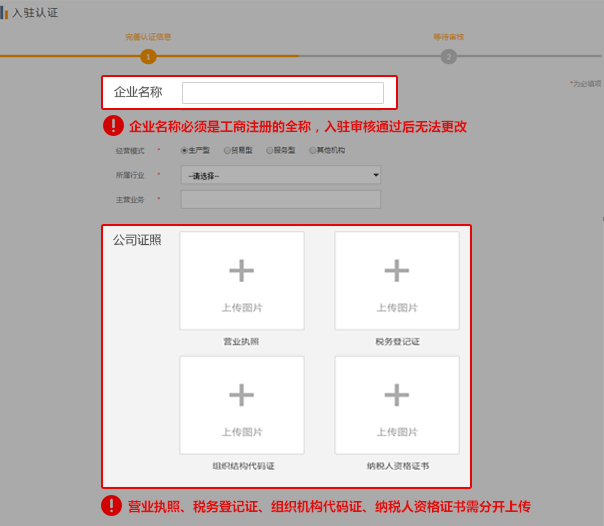 入驻认证
完善认证信息 等待审核
1 2
企业名称
*为必填项
! 企业名称必须是工商注册的全称，入驻审核通过后无法更改
经营模式 * 生产型 贸易型 服务型 其他机构
所属行业 * --请选择--
主营业务 *
公司证照
上传图片 上传图片
营业执照 税务登记证
上传图片 上传图片
组织结构代码证 纳税人资格证书
! 营业执照、税务登记证、组织机构代码证、纳税人资格证书需分开上传